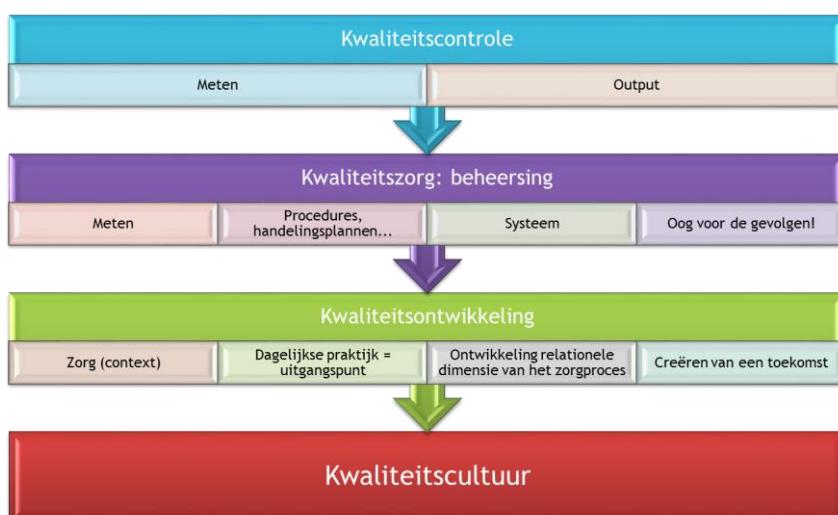 Kwaliteitscontrole
Meten
Output
Kwaliteitszorg: beheersing
Meten
Procedures,
handelingsplannen...
Systeem
Oog voor de gevolgen!
Kwaliteitsontwikkeling
Zorg (context)
Dagelijkse praktijk =
uitgangspunt
Ontwikkeling relationele
dimensie van het zorgproces
Creëren van een toekomst
Kwaliteitscultuur